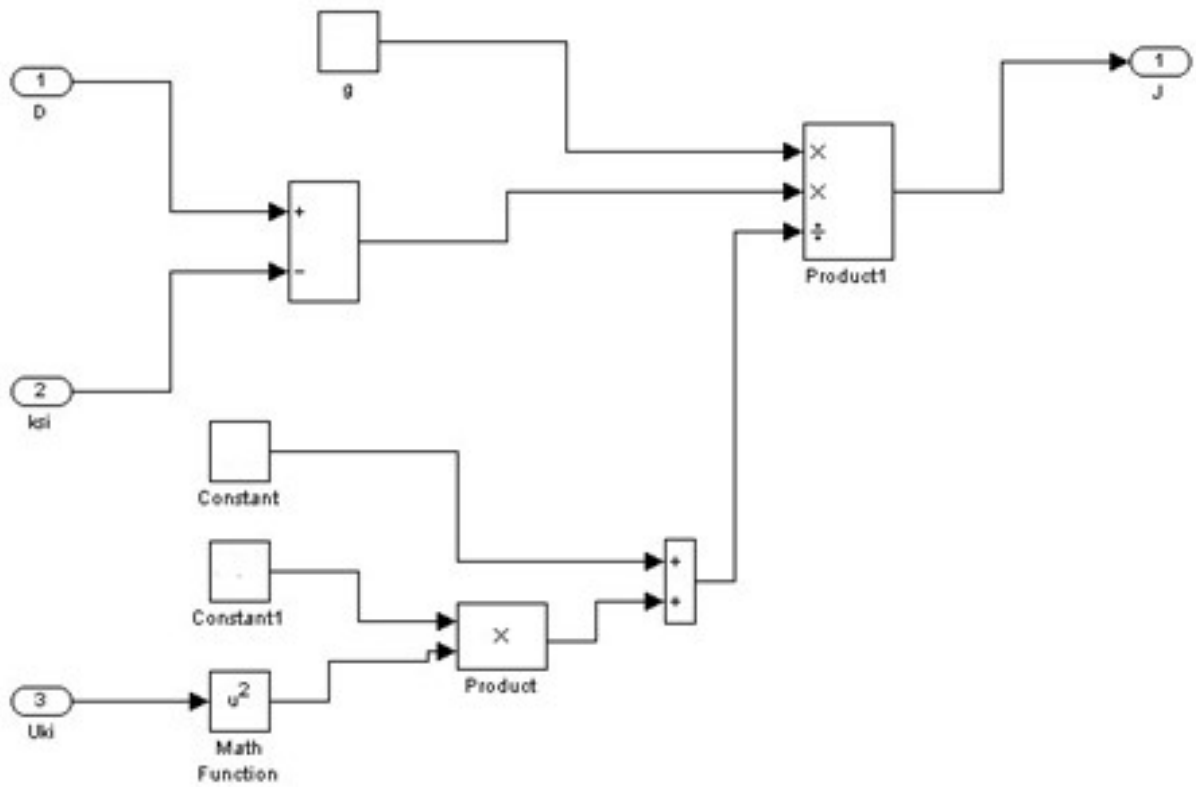 g
1
D
1
J
+
−
×
×
÷
Product1
2
ksi
Constant
Constant1
+
+
×
Product
3
Uki
u2
Math
Function